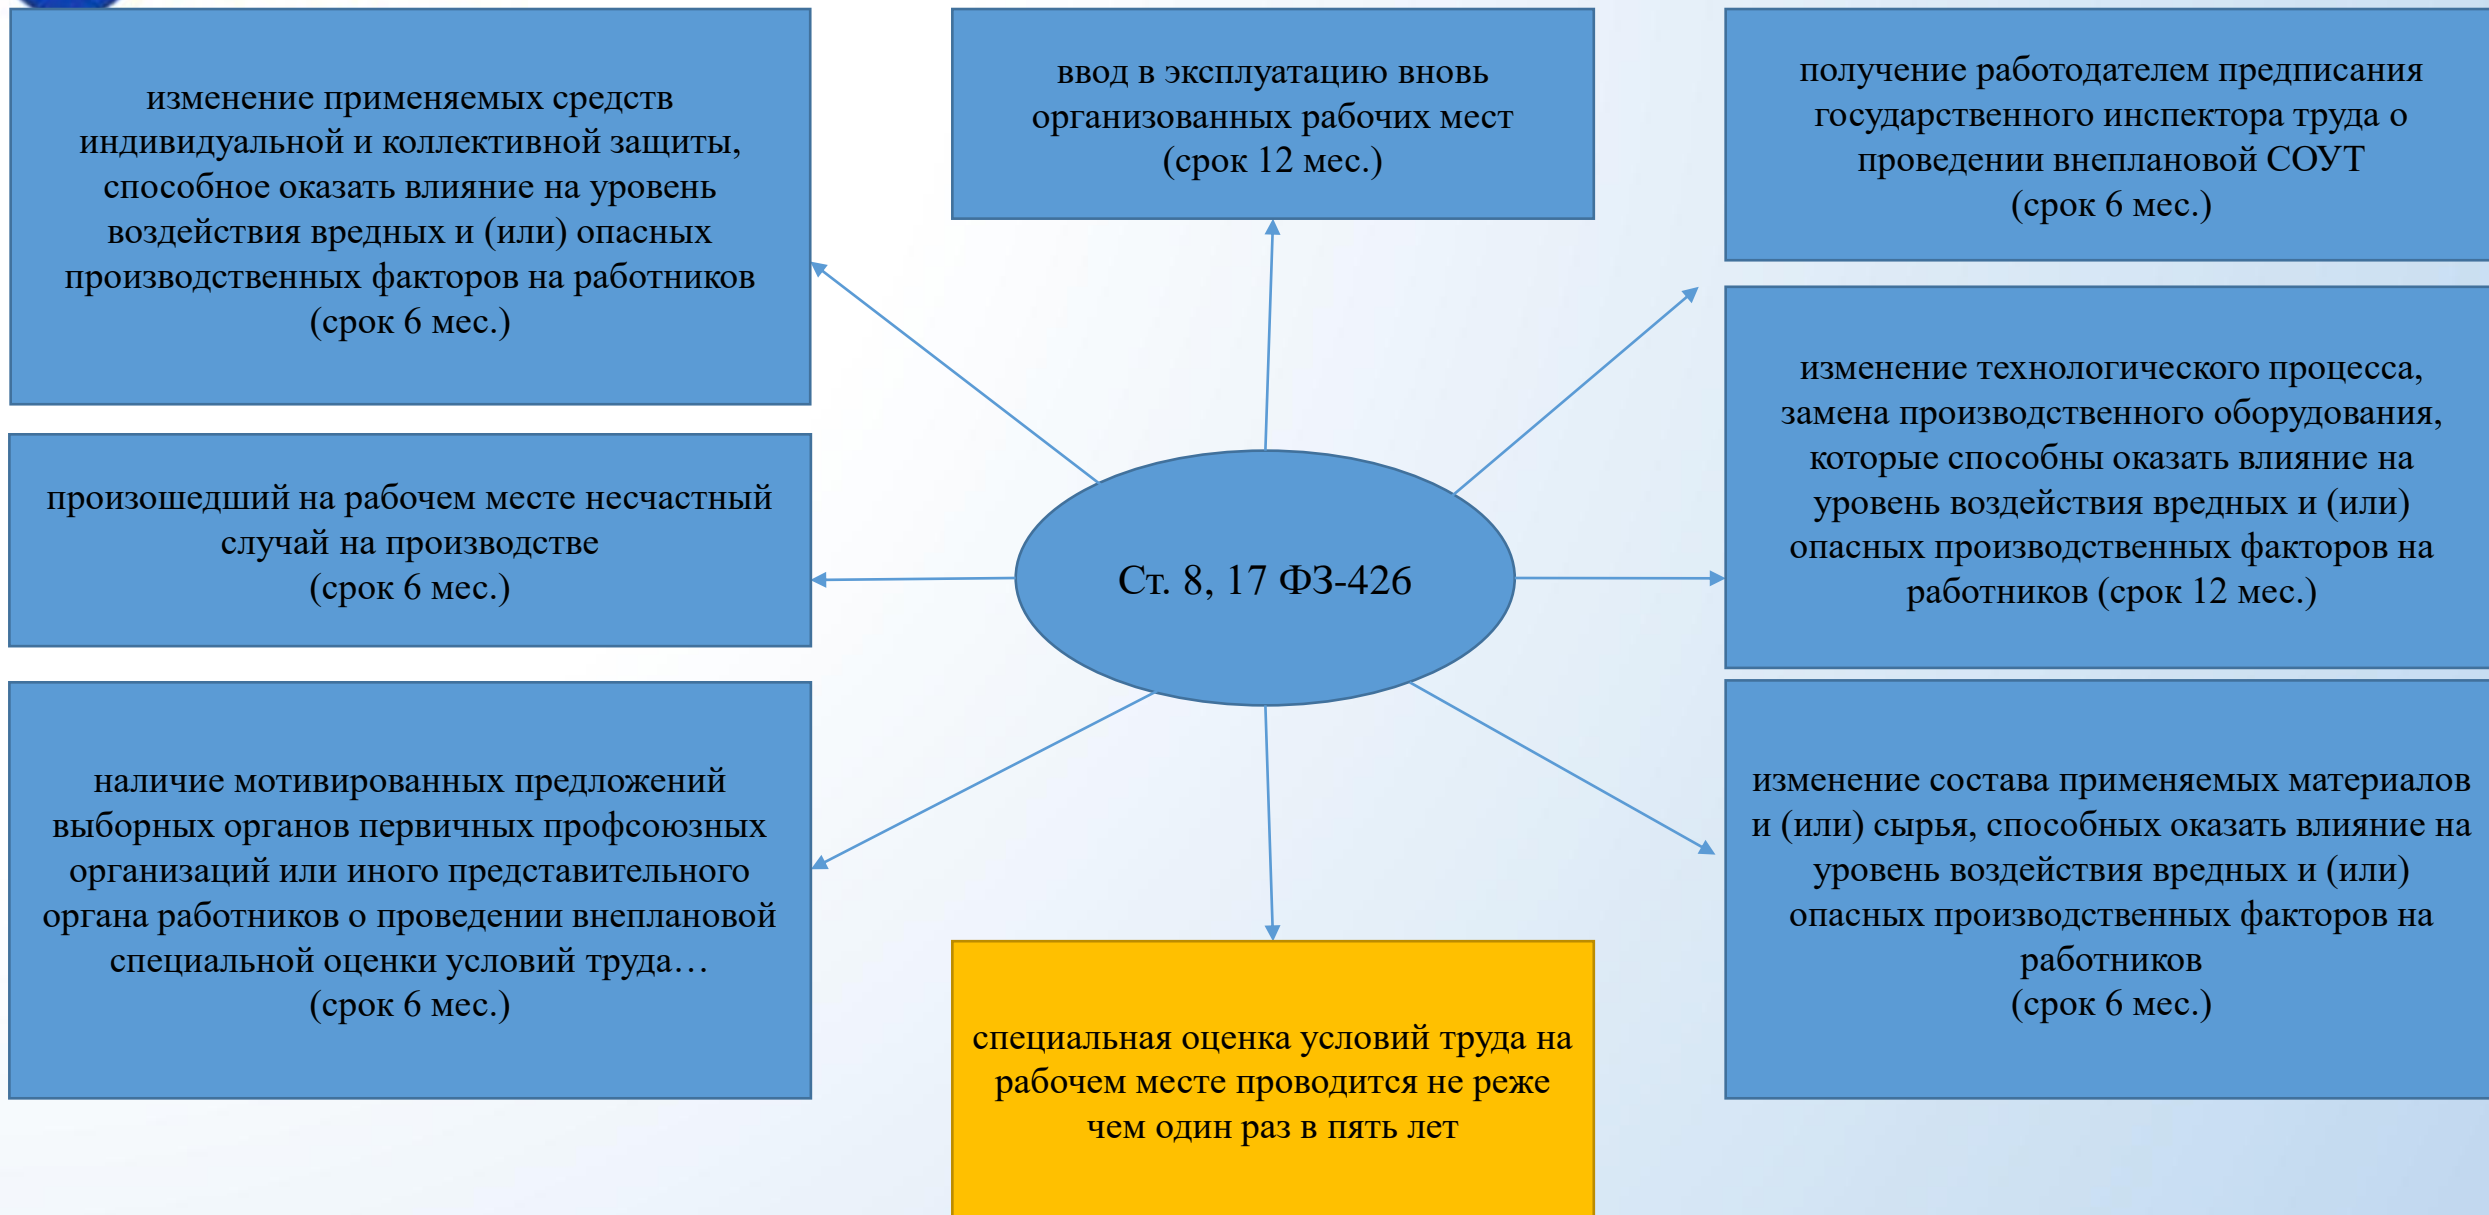 изменение применяемых средств
индивидуальной и коллективной защиты,
способное оказать влияние на уровень
воздействия вредных и (или) опасных
производственных факторов на работников
(срок 6 мес.)
ввод в эксплуатацию вновь
организованных рабочих мест
(срок 12 мес.)
получение работодателем предписания
государственного инспектора труда о
проведении внеплановой СОУТ
(срок 6 мес.)
произошедший на рабочем месте несчастный
случай на производстве
(срок 6 мес.)
Ст. 8, 17 ФЗ-426
изменение технологического процесса,
замена производственного оборудования,
которые способны оказать влияние на
уровень воздействия вредных и (или)
опасных производственных факторов на
работников (срок 12 мес.)
наличие мотивированных предложений
выборных органов первичных профсоюзных
организаций или иного представительного
органа работников о проведении внеплановой
специальной оценки условий труда…
(срок 6 мес.)
специальная оценка условий труда на
рабочем месте проводится не реже
чем один раз в пять лет
изменение состава применяемых материалов
и (или) сырья, способных оказать влияние на
уровень воздействия вредных и (или)
опасных производственных факторов на
работников
(срок 6 мес.)